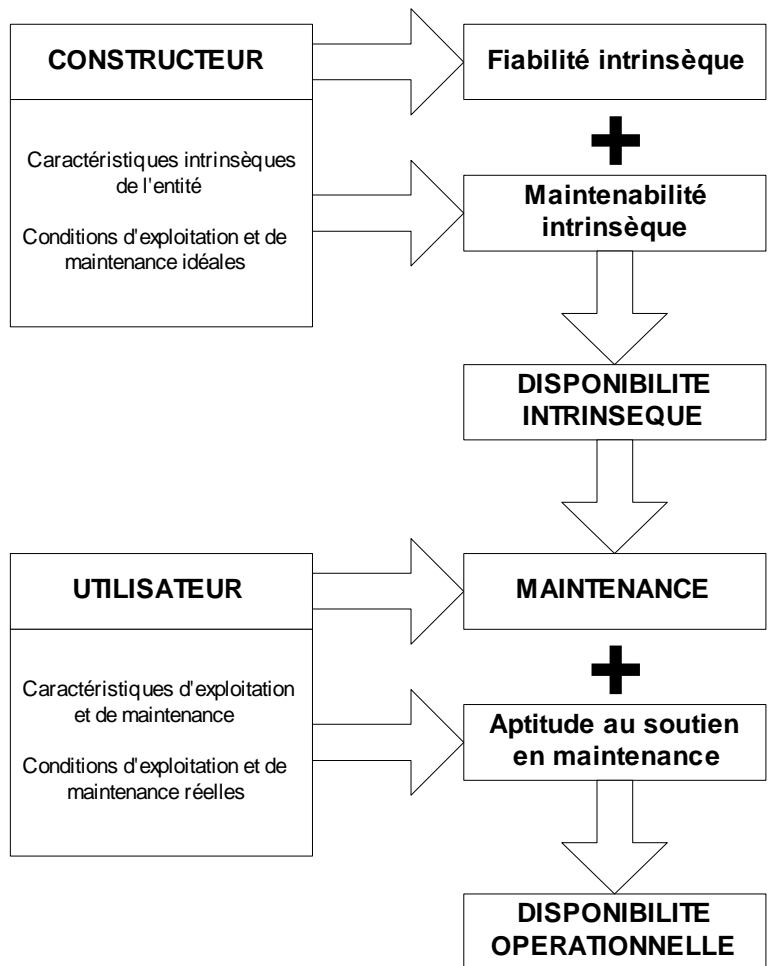 CONSTRUCTEUR
Caractéristiques intrinsèques
de l'entité
Conditions d'exploitation et de
maintenance idéales
Fiabilité intrinsèque
+
Maintenabilité
intrinsèque
DISPONIBILITE
INTRINSEQUE
UTILISATEUR
Caractéristiques d'exploitation
et de maintenance
Conditions d'exploitation et de
maintenance réelles
MAINTENANCE
+
Aptitude au soutien
en maintenance
DISPONIBILITE
OPERATIONNELLE